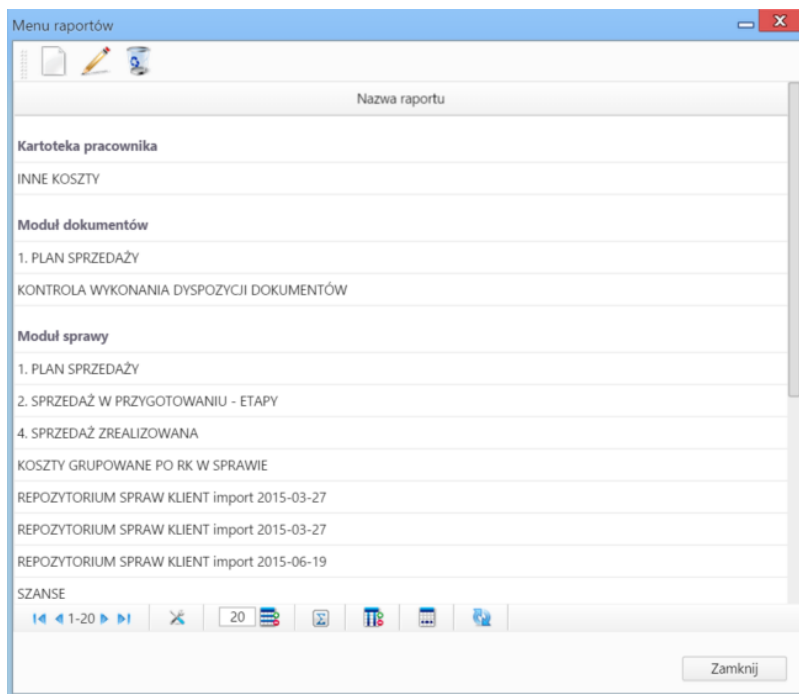 Menu raportów
Nazwa raportu
Kartoteka pracownika
INNE KOSZTY
Moduł dokumentów
1. PLAN SPRZEDAŻY
KONTROLA WYKONANIA DYSPOZYCJI DOKUMENTÓW
Moduł sprawy
1. PLAN SPRZEDAŻY
2. SPRZEDAŻ W PRZYGOTOWANIU - ETAPY
4. SPRZEDAŻ ZREALIZOWANA
KOSZTY GRUPOWANE PO RK W SPRAWIE
REPOZYTORIUM SPRAW KLIENT import 2015-03-27
REPOZYTORIUM SPRAW KLIENT import 2015-03-27
REPOZYTORIUM SPRAW KLIENT import 2015-06-19
SZANSE
1-20 20
Zamknij